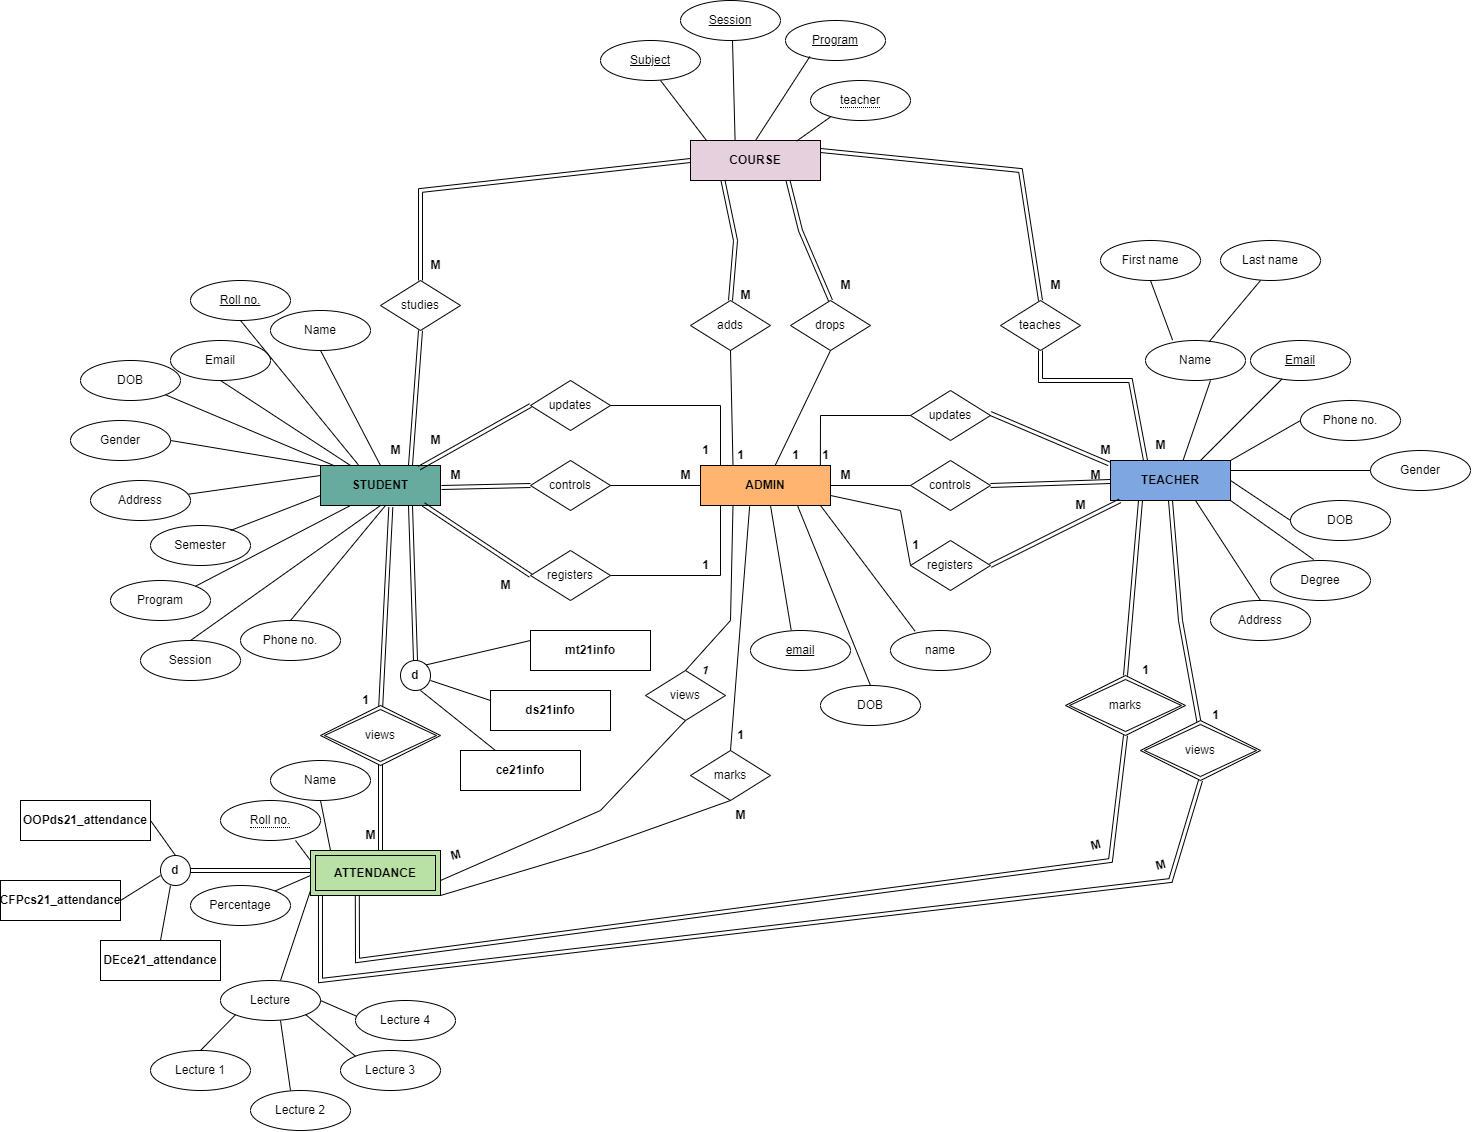 Session
Program
Subject
teacher
COURSE
First name
Last name
M
M
M
M
Roll no.
studies
Name
adds
drops
teaches
Email
Name
Email
DOB
updates
updates
Phone no.
Gender
M
M
M
1
1
1
1
M
M
Gender
M
STUDENT
M
controls
M
ADMIN
M
controls
M
TEACHER
Address
M
DOB
Semester
1
registers
1
registers
Degree
M
Program
Address
Phone no.
Session
mt21info
email
name
d
views
1
1
marks
1
DOB
ds21info
1
views
1
views
ce21info
marks
Name
M
OOPds21_attendance
Roll no.
M
M
M
d
ATTENDANCE
M
CFPcs21_attendance
Percentage
DEce21_attendance
Lecture
Lecture 4
Lecture 1
Lecture 3
Lecture 2